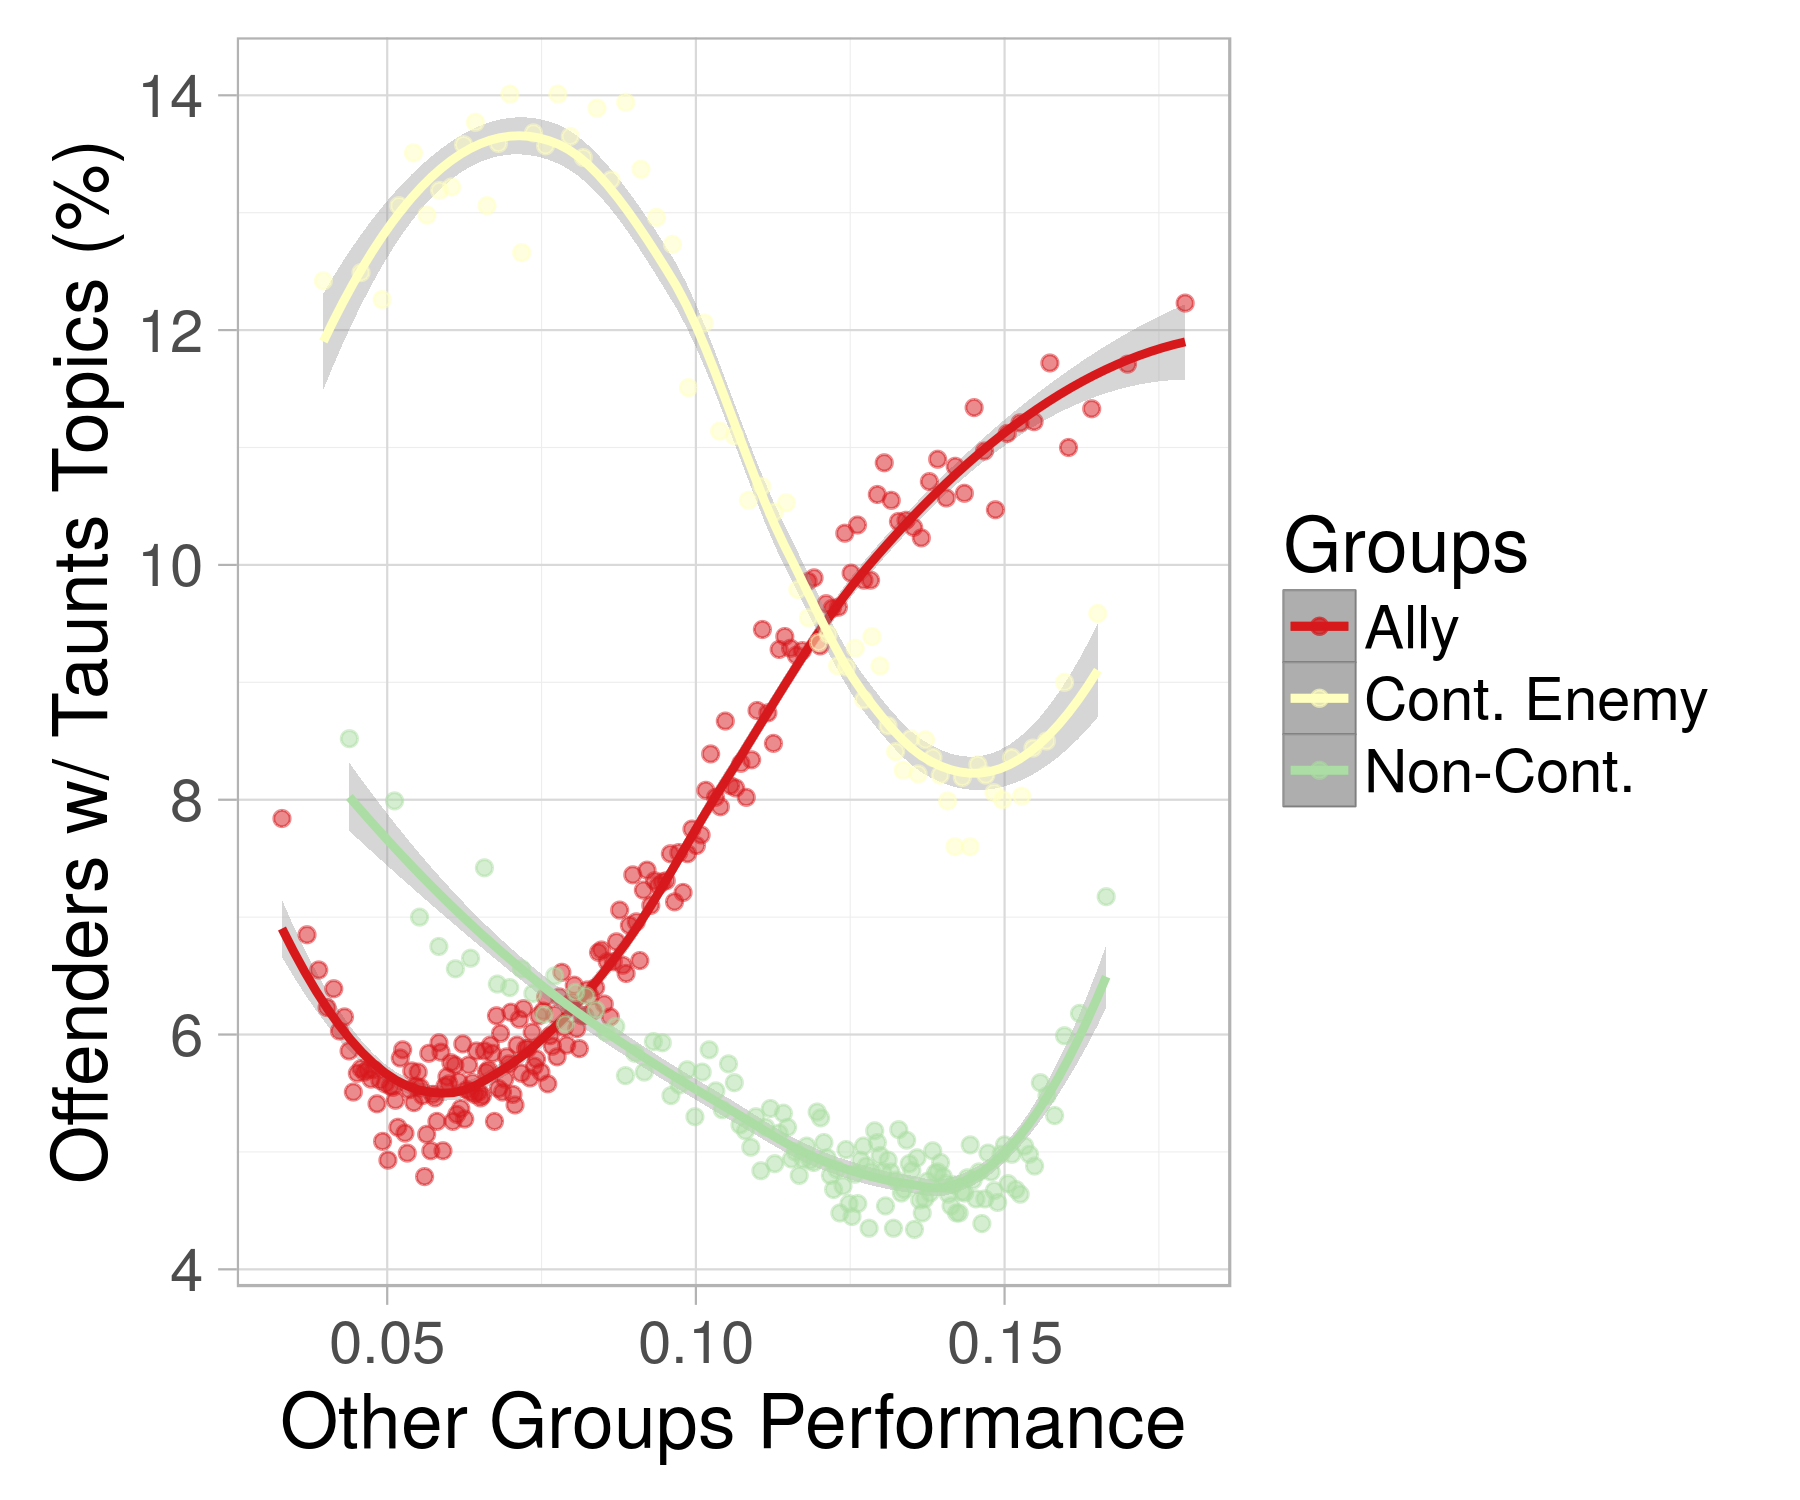 Offenders w/ Taunts Topics (%)
14
12
10
8
6
4
0.05 0.10 0.15
Other Groups Performance
Groups
Ally
Cont. Enemy
Non-Cont.